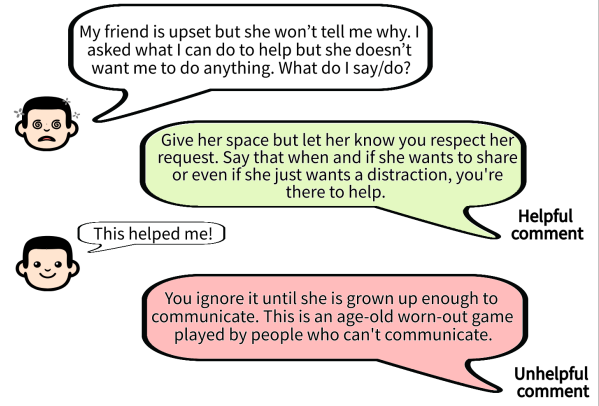 My friend is upset but she won’t tell me why. I
asked what I can do to help but she doesn’t
want me to do anything. What do I say/do?
Give her space but let her know you respect her
request. Say that when and if she wants to share
or even if she just wants a distraction, you're
there to help.
Helpful
comment
This helped me!
You ignore it until she is grown up enough to
communicate. This is an age-old worn-out game
played by people who can't communicate.
Unhelpful
comment